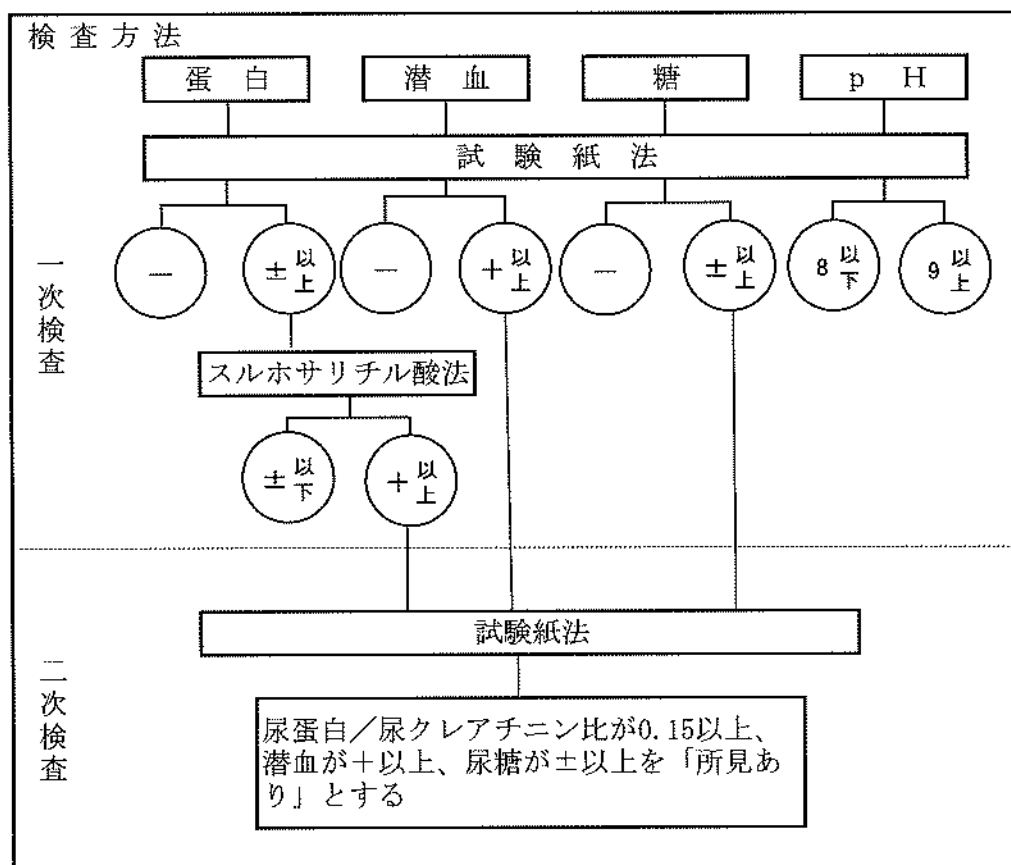 検査方法
蛋白 潜血 糖 pH
試験紙法
一次検査
－ ±以上 － ＋以上 － ±以上 8以下 9以上
スルホサリチル酸法
±以下 ＋以上
二次検査
試験紙法
尿蛋白／尿クレアチニン比が0.15以上、
潜血が＋以上、尿糖が±以上を「所見あ
り」とする